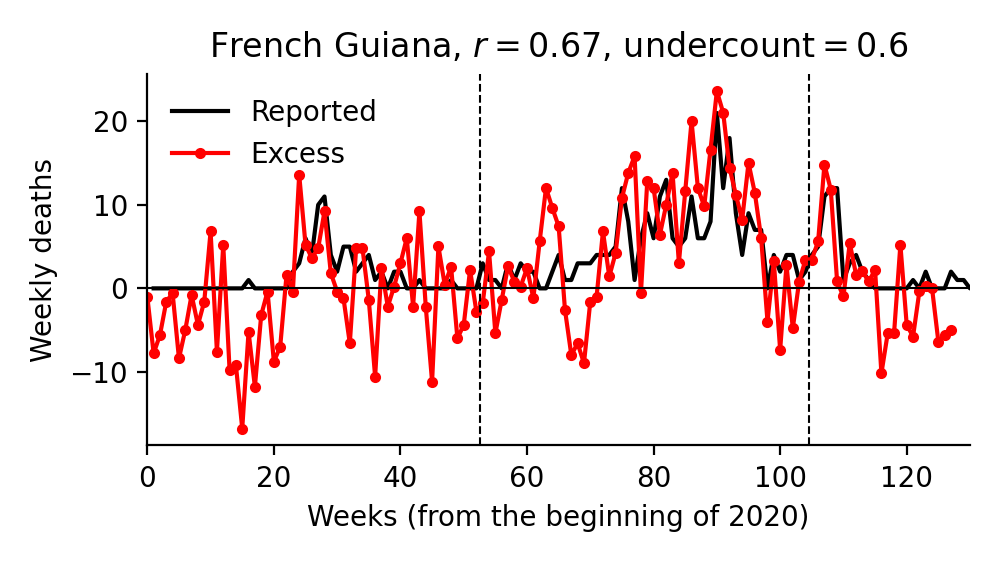 French Guiana, r = 0.67, undercount = 0.6
Reported
Excess
Weekly deaths
20
10
0
−10
0 20 40 60 80 100 120
Weeks (from the beginning of 2020)